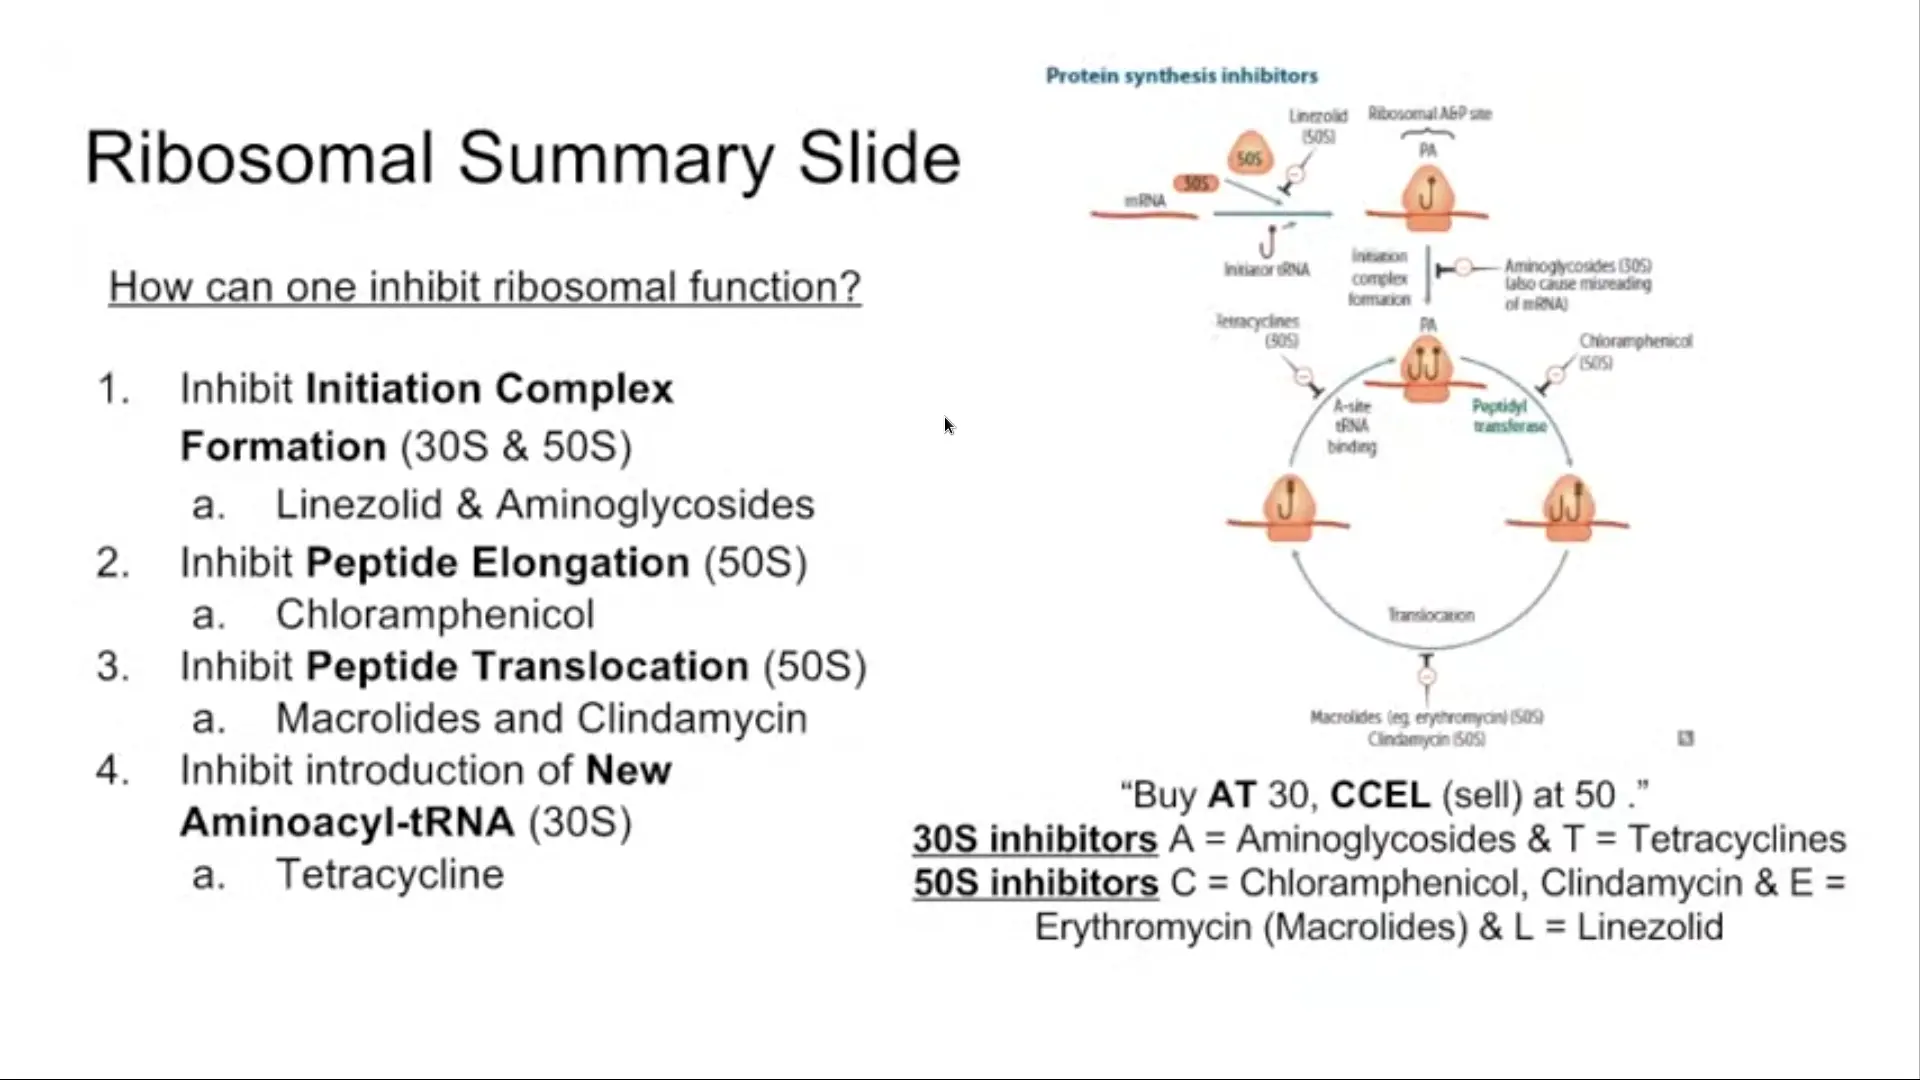 Ribosomal Summary Slide
How can one inhibit ribosomal function?
1. Inhibit Initiation Complex
Formation (30S & 50S)
a. Linezolid & Aminoglycosides
2. Inhibit Peptide Elongation (50S)
a. Chloramphenicol
3. Inhibit Peptide Translocation (50S)
a. Macrolides and Clindamycin
4. Inhibit introduction of New
Aminoacyl-tRNA (30S)
a. Tetracycline
Protein synthesis inhibitors
Linezolid
(50S)
Ribosomal A&P site
50S
PA
30S
mRNA
Initiator tRNA
Initiation
complex
formation
Aminoglycosides (30S)
(also cause misreading
of mRNA)
Tetracyclines
(30S)
PA
Chloramphenicol
(50S)
A-site
tRNA
binding
Peptidyl
transferase
Translocation
Macrolides (eg, erythromycin) (50S)
Clindamycin (50S)
“Buy AT 30, CCEL (sell) at 50 .”
30S inhibitors A = Aminoglycosides & T = Tetracyclines
50S inhibitors C = Chloramphenicol, Clindamycin & E =
Erythromycin (Macrolides) & L = Linezolid